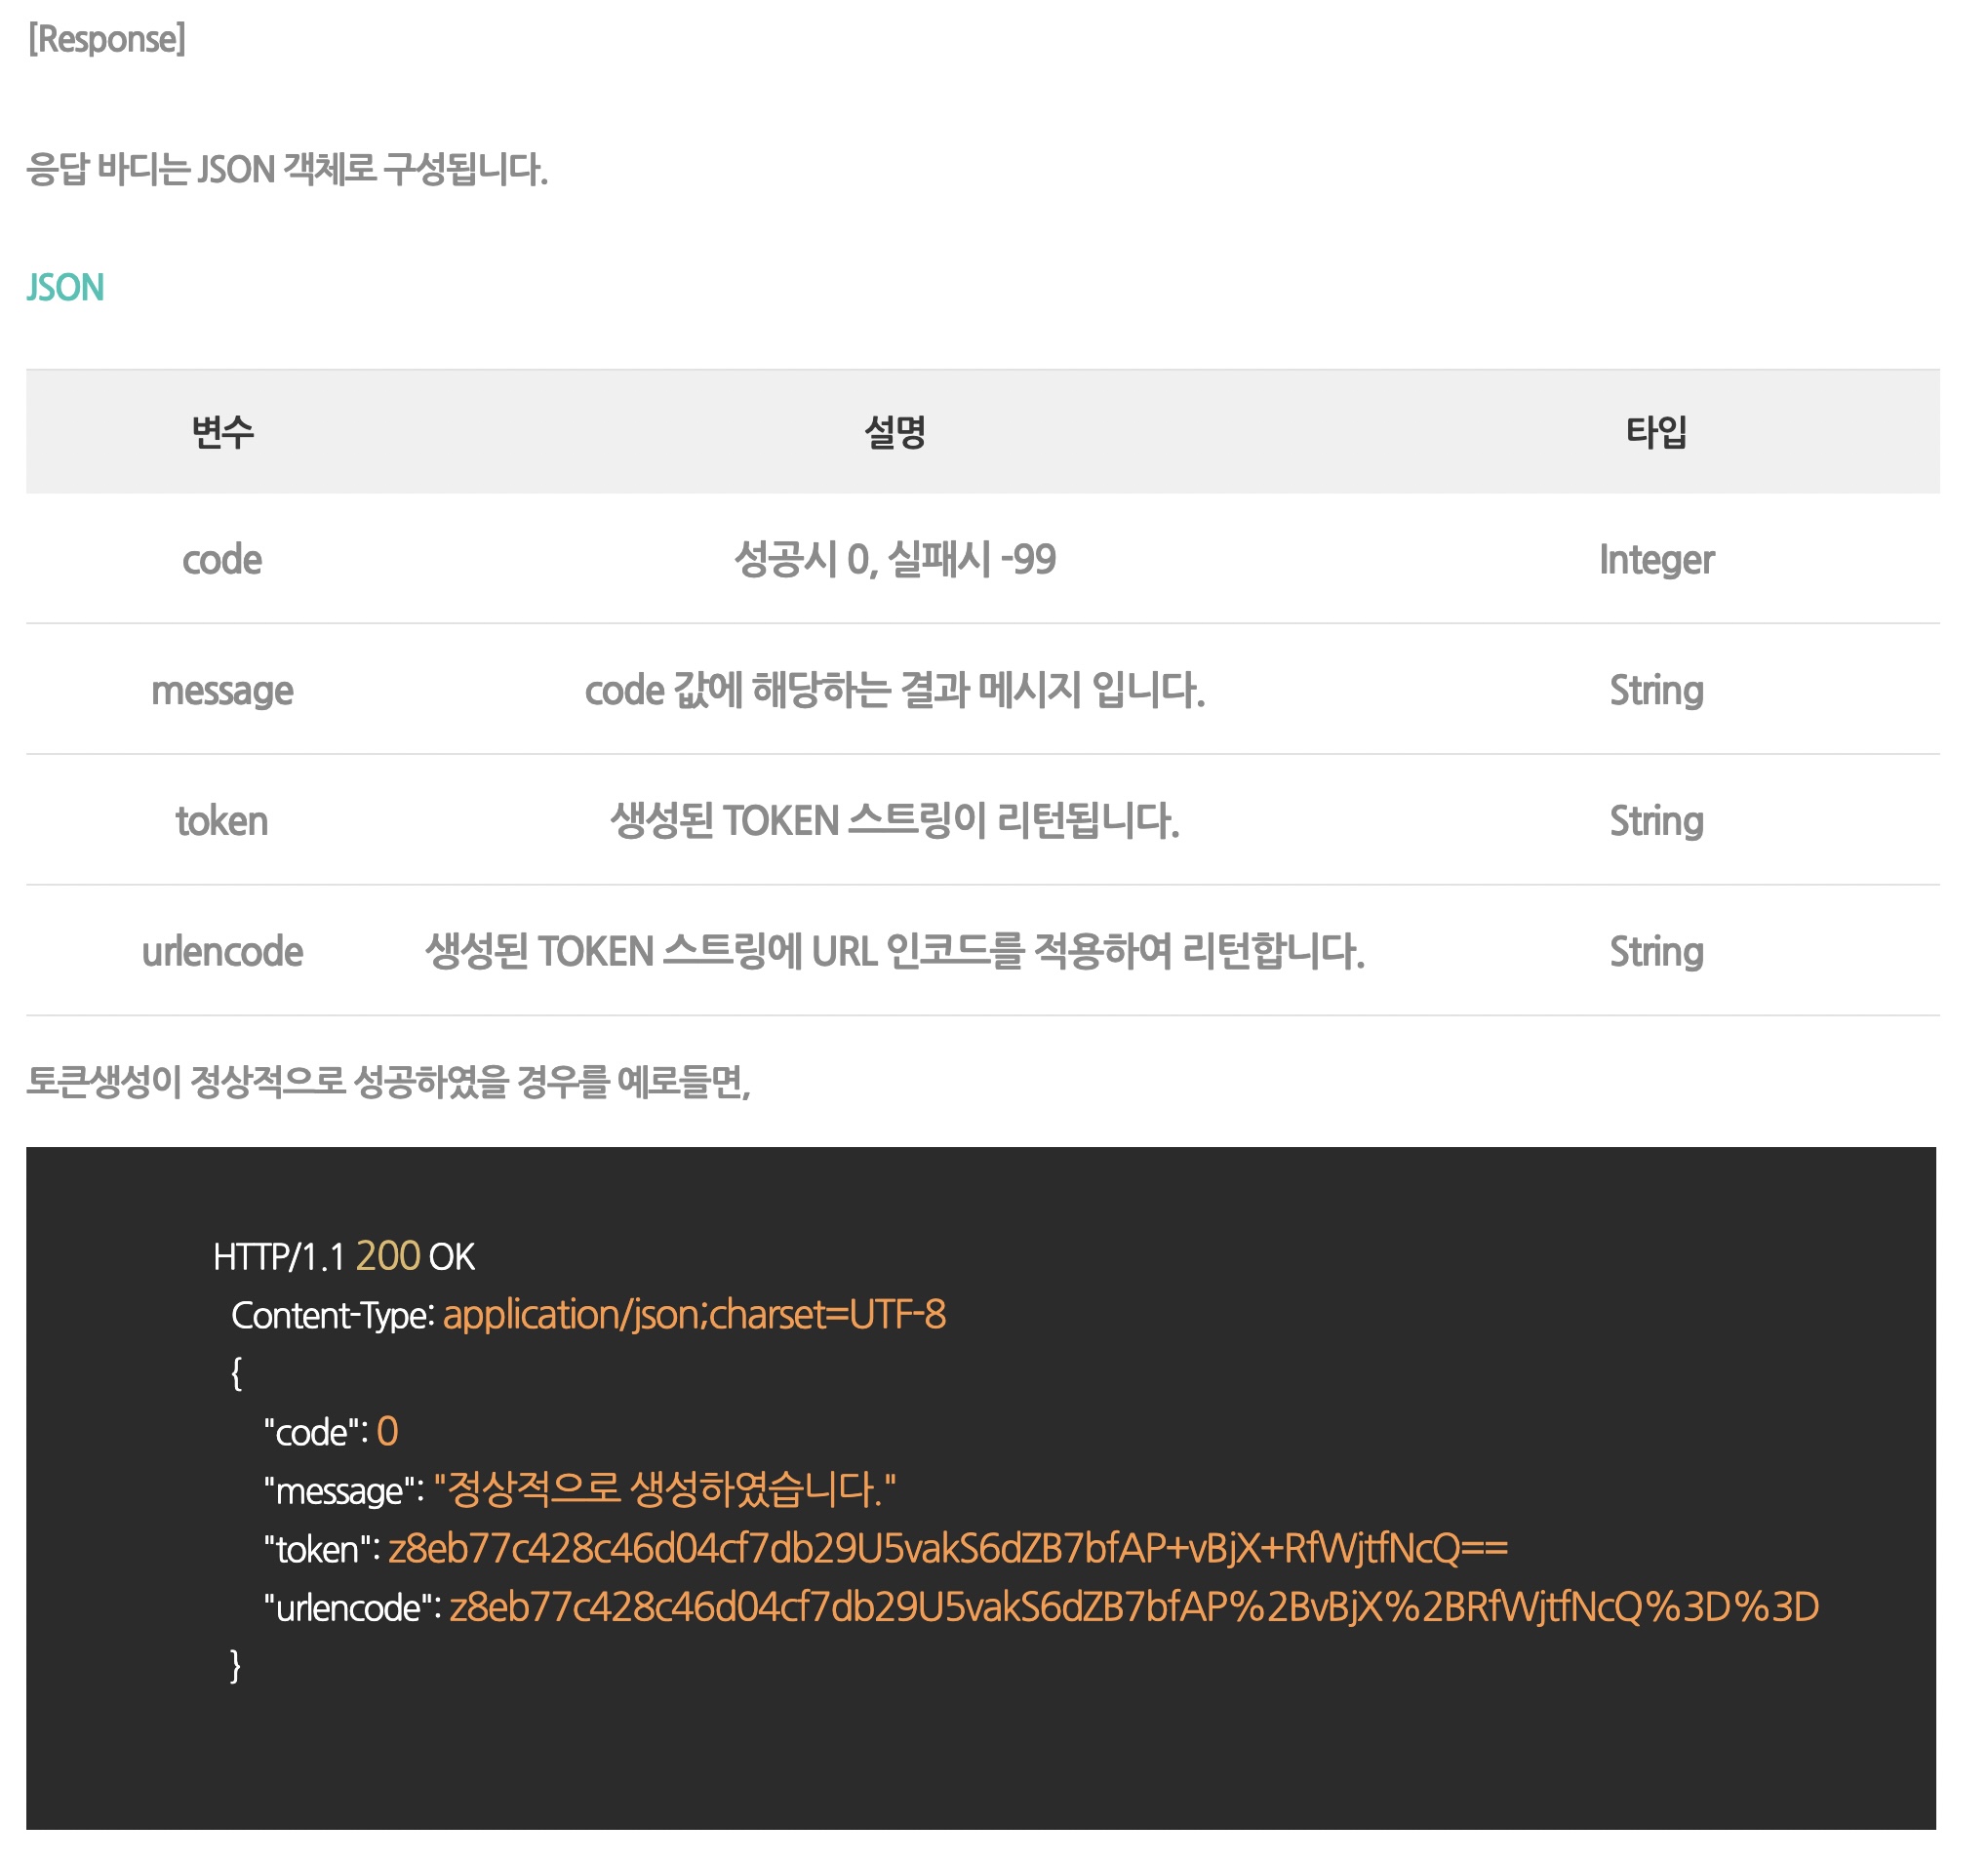 [Response]
응답 바디는 JSON 객체로 구성됩니다.
JSON
변수 설명 타입
code 성공시 0, 실패시 -99 Integer
message code 값에 해당하는 결과 메시지 입니다. String
token 생성된 TOKEN 스트링이 리턴됩니다. String
urlencode 생성된 TOKEN 스트링에 URL 인코드를 적용하여 리턴합니다. String
토큰생성이 정상적으로 성공하였을 경우를 예로들면,
HTTP/1.1 200 OK
Content-Type: application/json;charset=UTF-8
{
"code": 0
"message": "정상적으로 생성하였습니다."
"token": z8eb77c428c46d04cf7db29U5vakS6dZB7bfAP+vBjX+RfWjtfNcQ==
"urlencode": z8eb77c428c46d04cf7db29U5vakS6dZB7bfAP%2BvBjX%2BRfWjtfNcQ%3D%3D
}